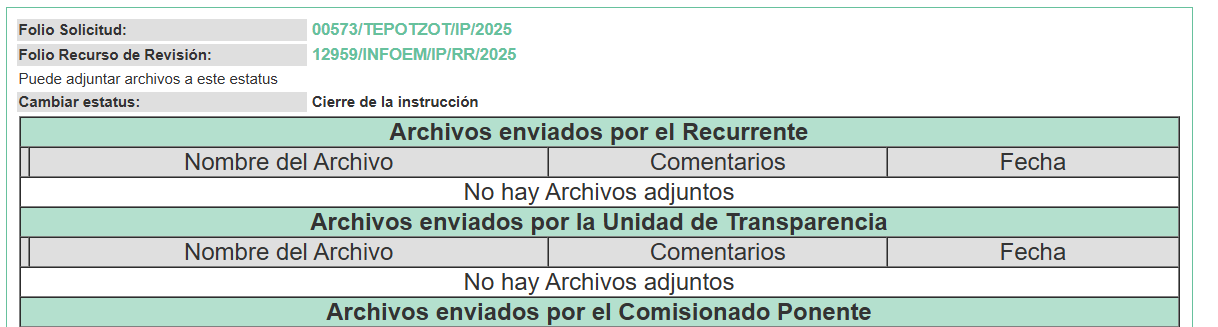 Folio Solicitud: 00573/TEPOTZOT/IP/2025
Folio Recurso de Revisión: 12959/INFOEM/IP/RR/2025
Puede adjuntar archivos a este estatus
Cambiar estatus: Cierre de la instrucción
Archivos enviados por el Recurrente
Nombre del Archivo Comentarios Fecha
No hay Archivos adjuntos
Archivos enviados por la Unidad de Transparencia
Nombre del Archivo Comentarios Fecha
No hay Archivos adjuntos
Archivos enviados por el Comisionado Ponente